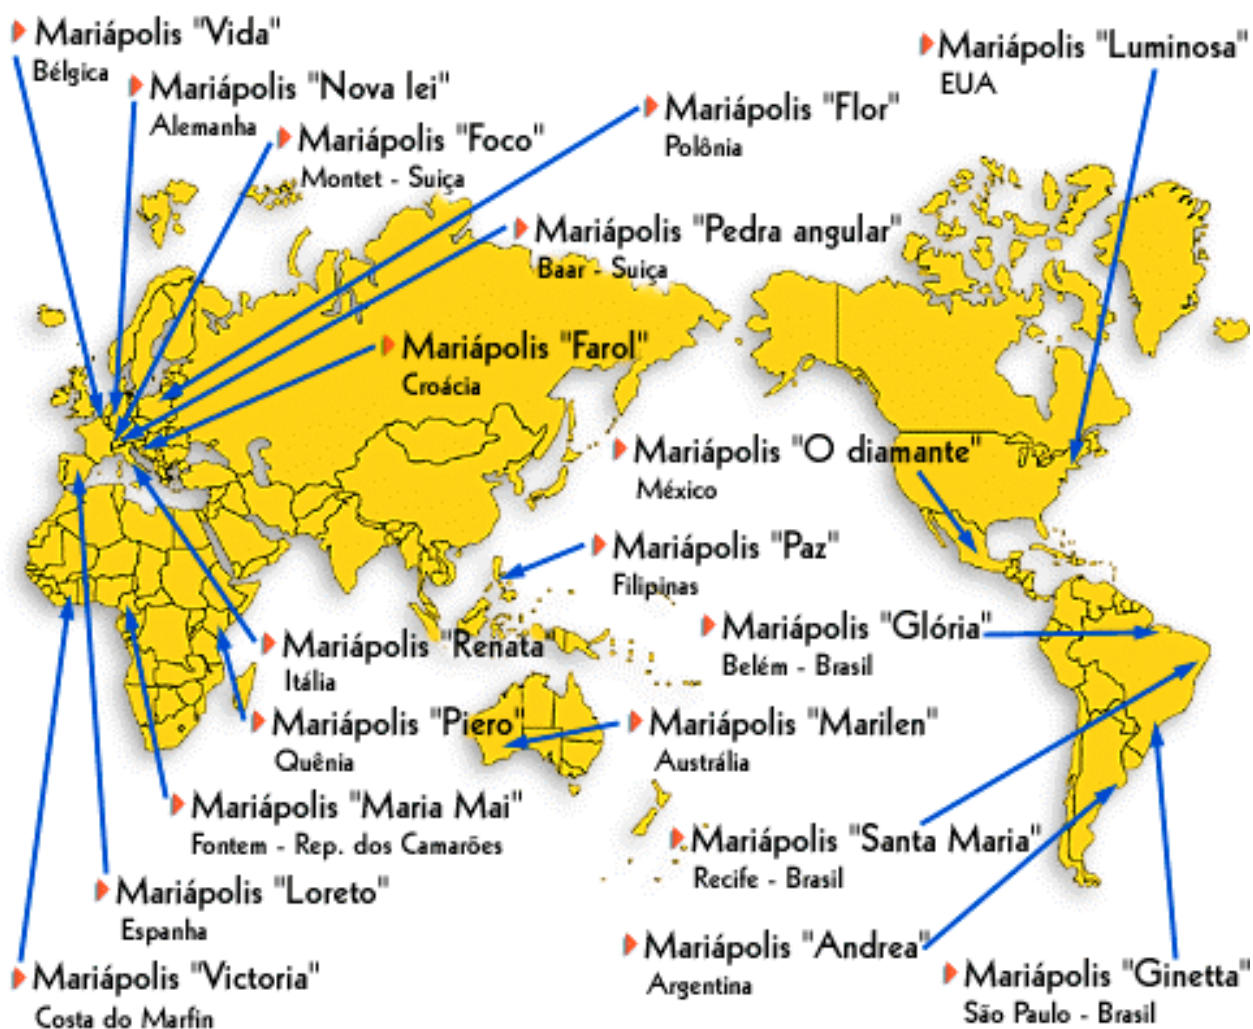 Mariápolis "Vida"
Bélgica
Mariápolis "Luminosa"
EUA
Mariápolis "Nova lei"
Alemanha
Mariápolis "Flor"
Polônia
Mariápolis "Foco"
Montet - Suiça
Mariápolis "Pedra angular"
Baar - Suiça
Mariápolis "Farol"
Croácia
Mariápolis "O diamante"
México
Mariápolis "Paz"
Filipinas
Mariápolis "Glória"
Belém - Brasil
Mariápolis "Renata"
Itália
Mariápolis "Piero"
Quênia
Mariápolis "Marilen"
Austrália
Mariápolis "Maria Mai"
Fontem - Rep. dos Camarões
Mariápolis "Santa Maria"
Recife - Brasil
Mariápolis "Loreto"
Espanha
Mariápolis "Andrea"
Argentina
Mariápolis "Victoria"
Costa do Marfin
Mariápolis "Ginetta"
São Paulo - Brasil